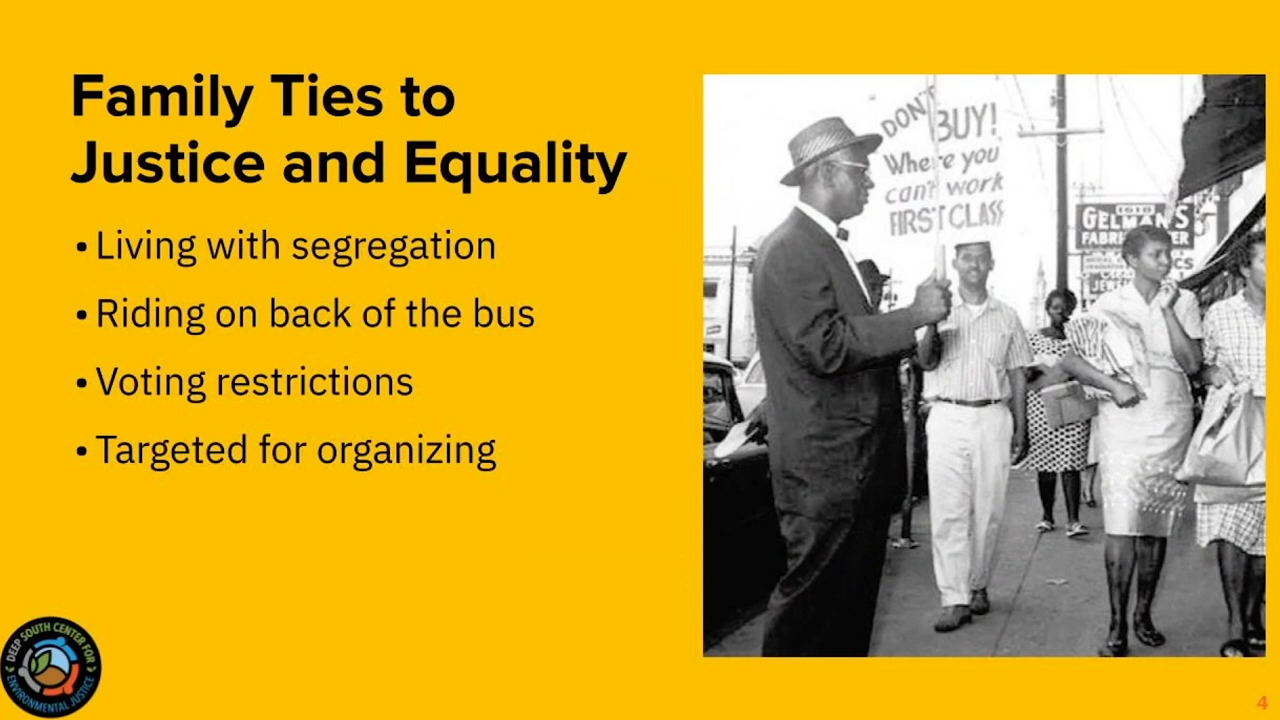 Family Ties to
Justice and Equality
• Living with segregation
• Riding on back of the bus
• Voting restrictions
• Targeted for organizing
DON'T BUY!
Where you
can't work
FIRST CLASS
1616
GELMAN'S
DEEP SOUTH CENTER FOR
ENVIRONMENTAL JUSTICE
4